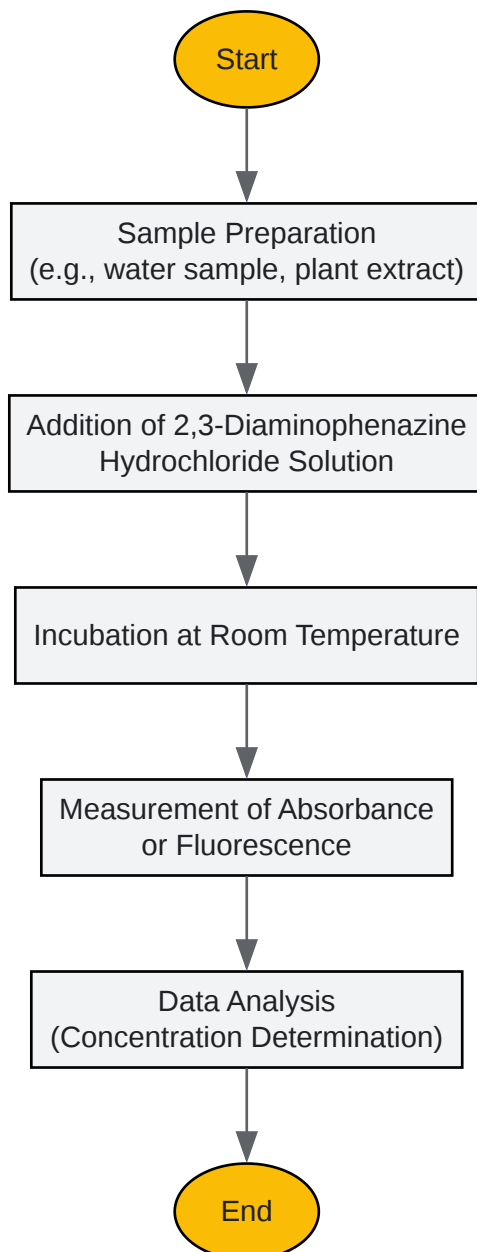 Start
Sample Preparation
(e.g., water sample, plant extract)
Addition of 2,3-Diaminophenazine
Hydrochloride Solution
Incubation at Room Temperature
Measurement of Absorbance
or Fluorescence
Data Analysis
(Concentration Determination)
End